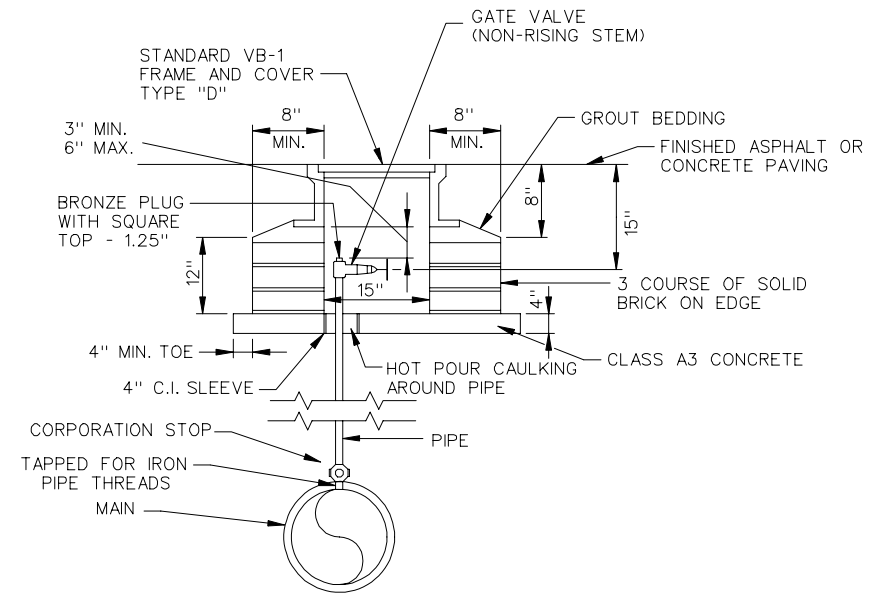 GATE VALVE
(NON-RISING STEM)
STANDARD VB-1
FRAME AND COVER
TYPE "D"
8"
MIN.
8"
MIN.
GROUT BEDDING
3" MIN.
6" MAX.
FINISHED ASPHALT OR
CONCRETE PAVING
BRONZE PLUG
WITH SQUARE
TOP - 1.25"
8"
15"
12"
15"
3 COURSE OF SOLID
BRICK ON EDGE
4"
4" MIN. TOE
HOT POUR CAULKING
AROUND PIPE
CLASS A3 CONCRETE
4" C.I. SLEEVE
CORPORATION STOP
PIPE
TAPPED FOR IRON
PIPE THREADS
MAIN